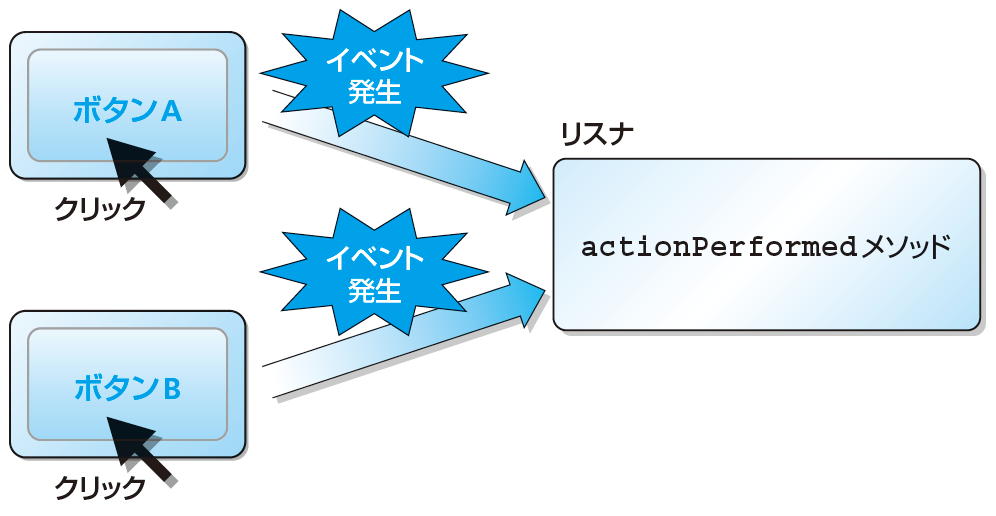 イベント
発生
ボタンA
クリック
リスナ
actionPerformedメソッド
イベント
発生
ボタンB
クリック